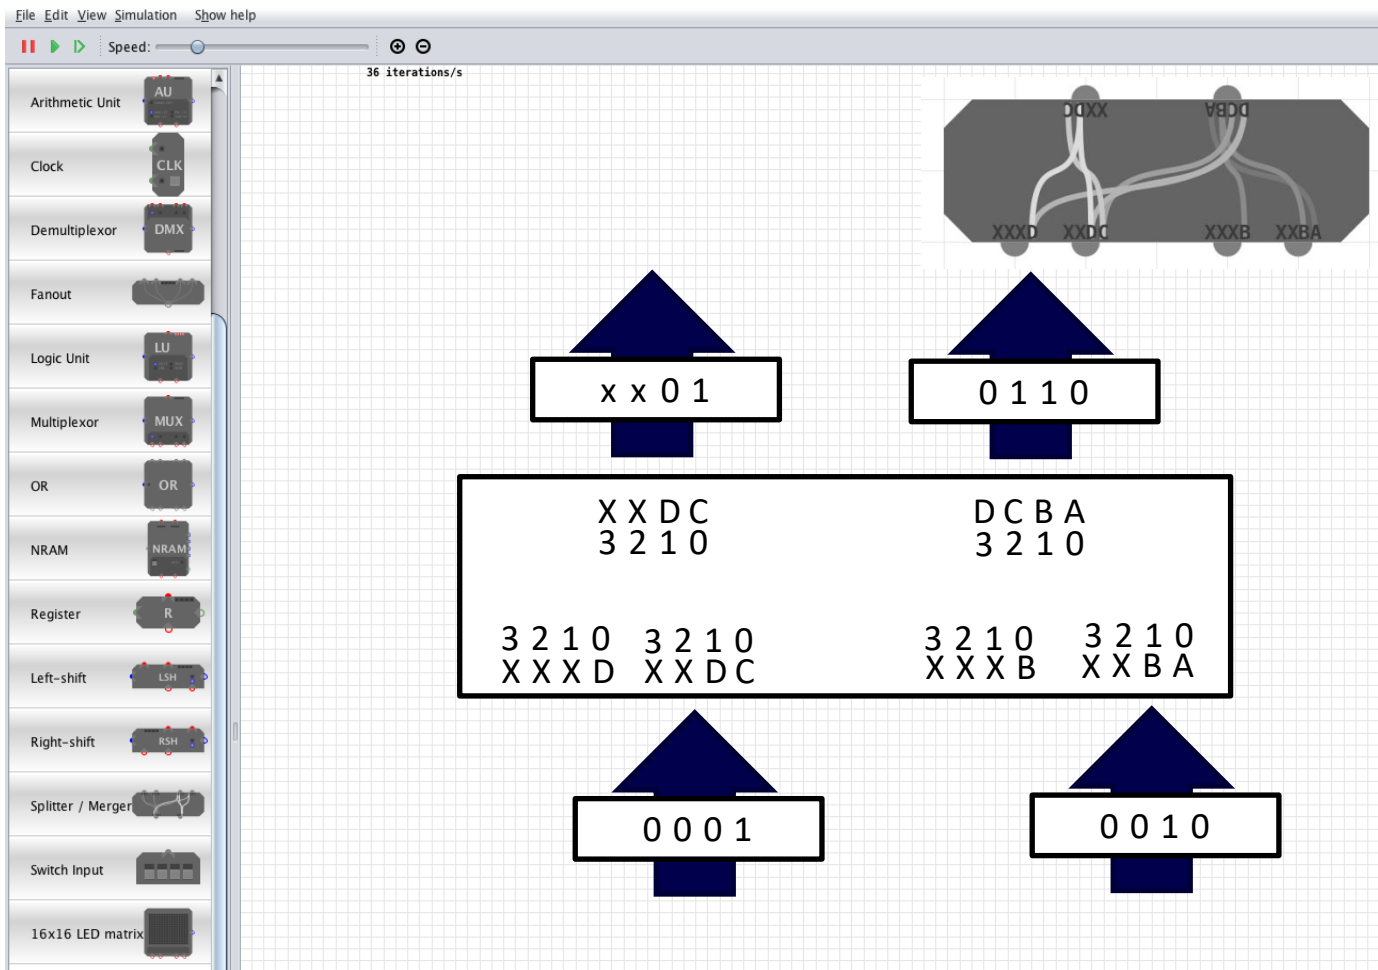 File Edit View Simulation Show help
Speed:
36 iterations/s
Arithmetic Unit AU
Clock CLK
Demultiplexor DMX
Fanout
Logic Unit LU
Multiplexor MUX
OR OR
NRAM NRAM
Register R
Left-shift LSH
Right-shift RSH
Splitter / Merger
Switch Input
16x16 LED matrix
XXDC DCBA
XXXD XXDC XXXB XXBA
x x 0 1
0 1 1 0
X X D C D C B A
3 2 1 0 3 2 1 0
3 2 1 0 3 2 1 0 3 2 1 0 3 2 1 0
X X X D X X D C X X X B X X B A
0 0 0 1
0 0 1 0